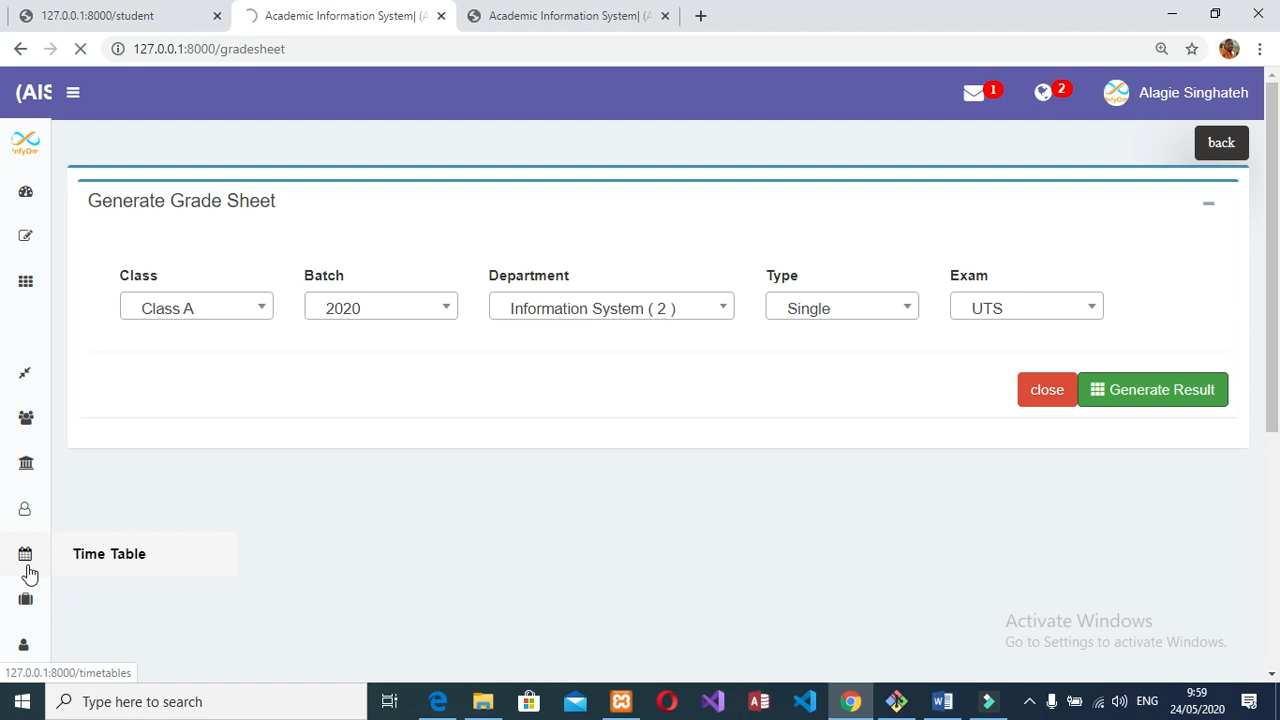 127.0.0.1:8000/student
Academic Information System| (A
Academic Information System| (A
127.0.0.1:8000/gradesheet
(AIS
1
2
Alagie Singhateh
InfyOm
back
Generate Grade Sheet
Class Batch Department Type Exam
Class A 2020 Information System ( 2 ) Single UTS
close Generate Result
Time Table
Activate Windows
Go to Settings to activate Windows.
127.0.0.1:8000/timetables
Type here to search
ENG
9:59
24/05/2020